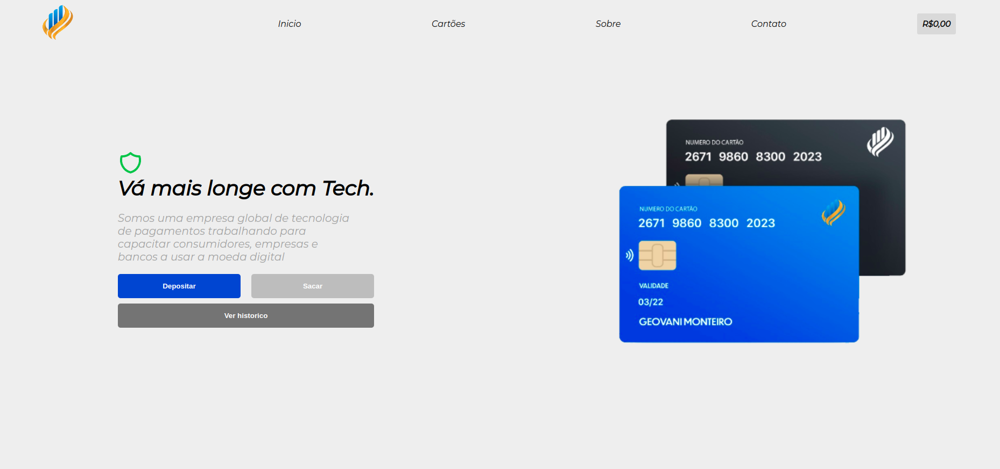 Inicio
Cartões
Sobre
Contato
R$0,00
Vá mais longe com Tech.
Somos uma empresa global de tecnologia
de pagamentos trabalhando para
capacitar consumidores, empresas e
bancos a usar a moeda digital
Depositar
Sacar
Ver historico
NUMERO DO CARTÃO
2671 9860 8300 2023
NUMERO DO CARTÃO
2671 9860 8300 2023
VALIDADE
03/22
GEOVANI MONTEIRO